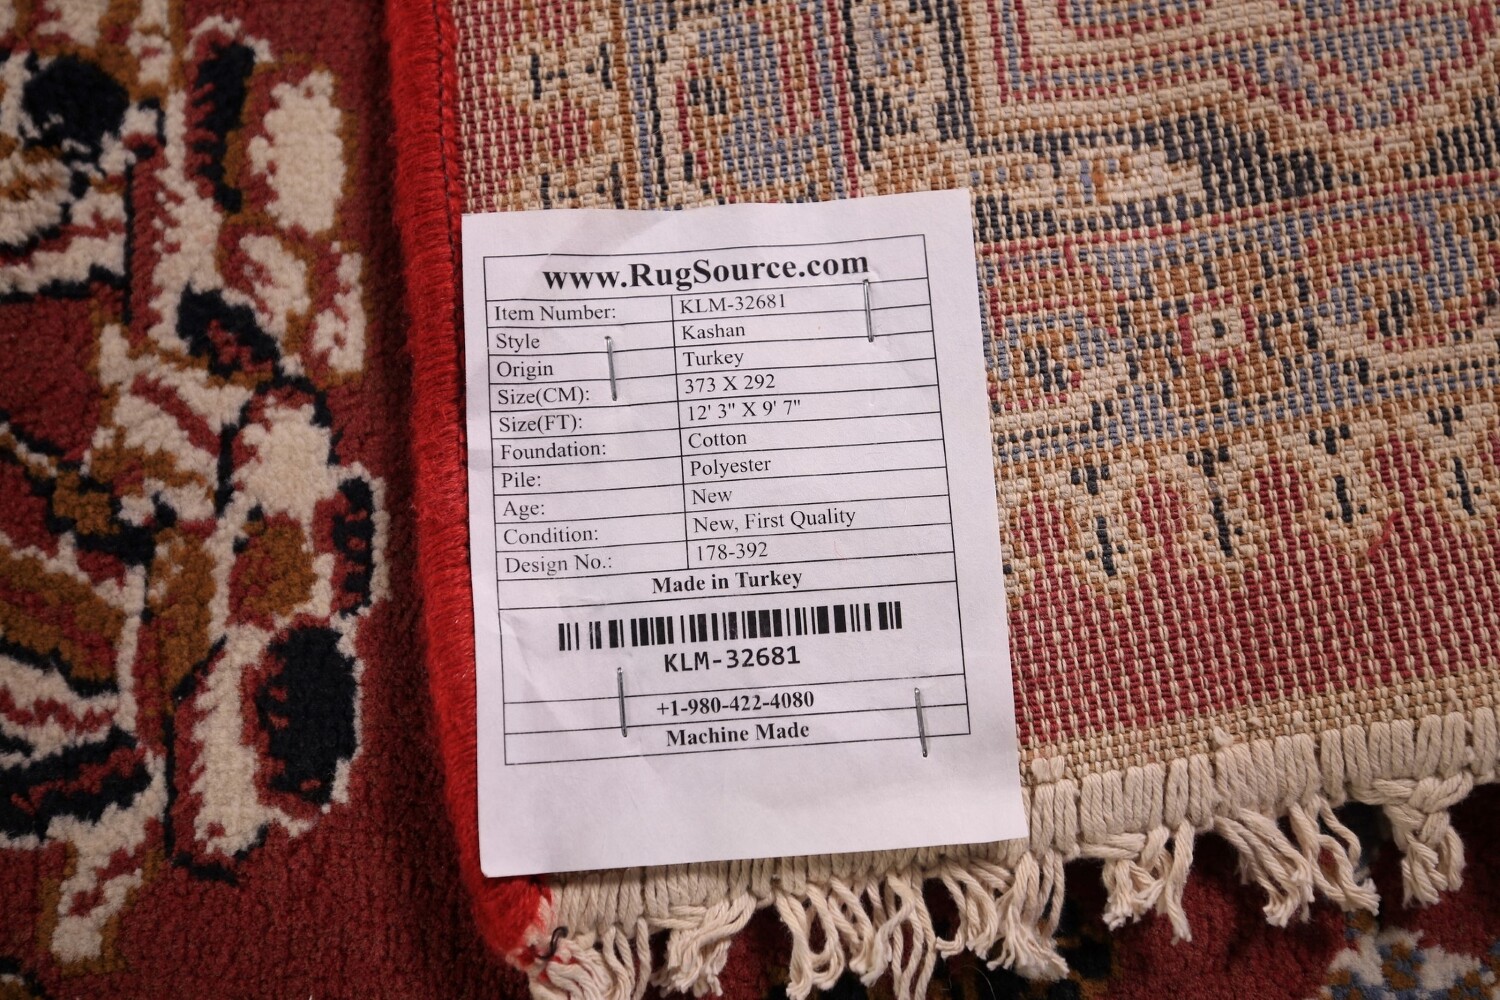 www.RugSource.com
Item Number: KLM-32681
Style Kashan
Origin Turkey
Size(CM): 373 X 292
Size(FT): 12' 3" X 9' 7"
Foundation: Cotton
Pile: Polyester
Age: New
Condition: New, First Quality
Design No.: 178-392
Made in Turkey
KLM-32681
+1-980-422-4080
Machine Made